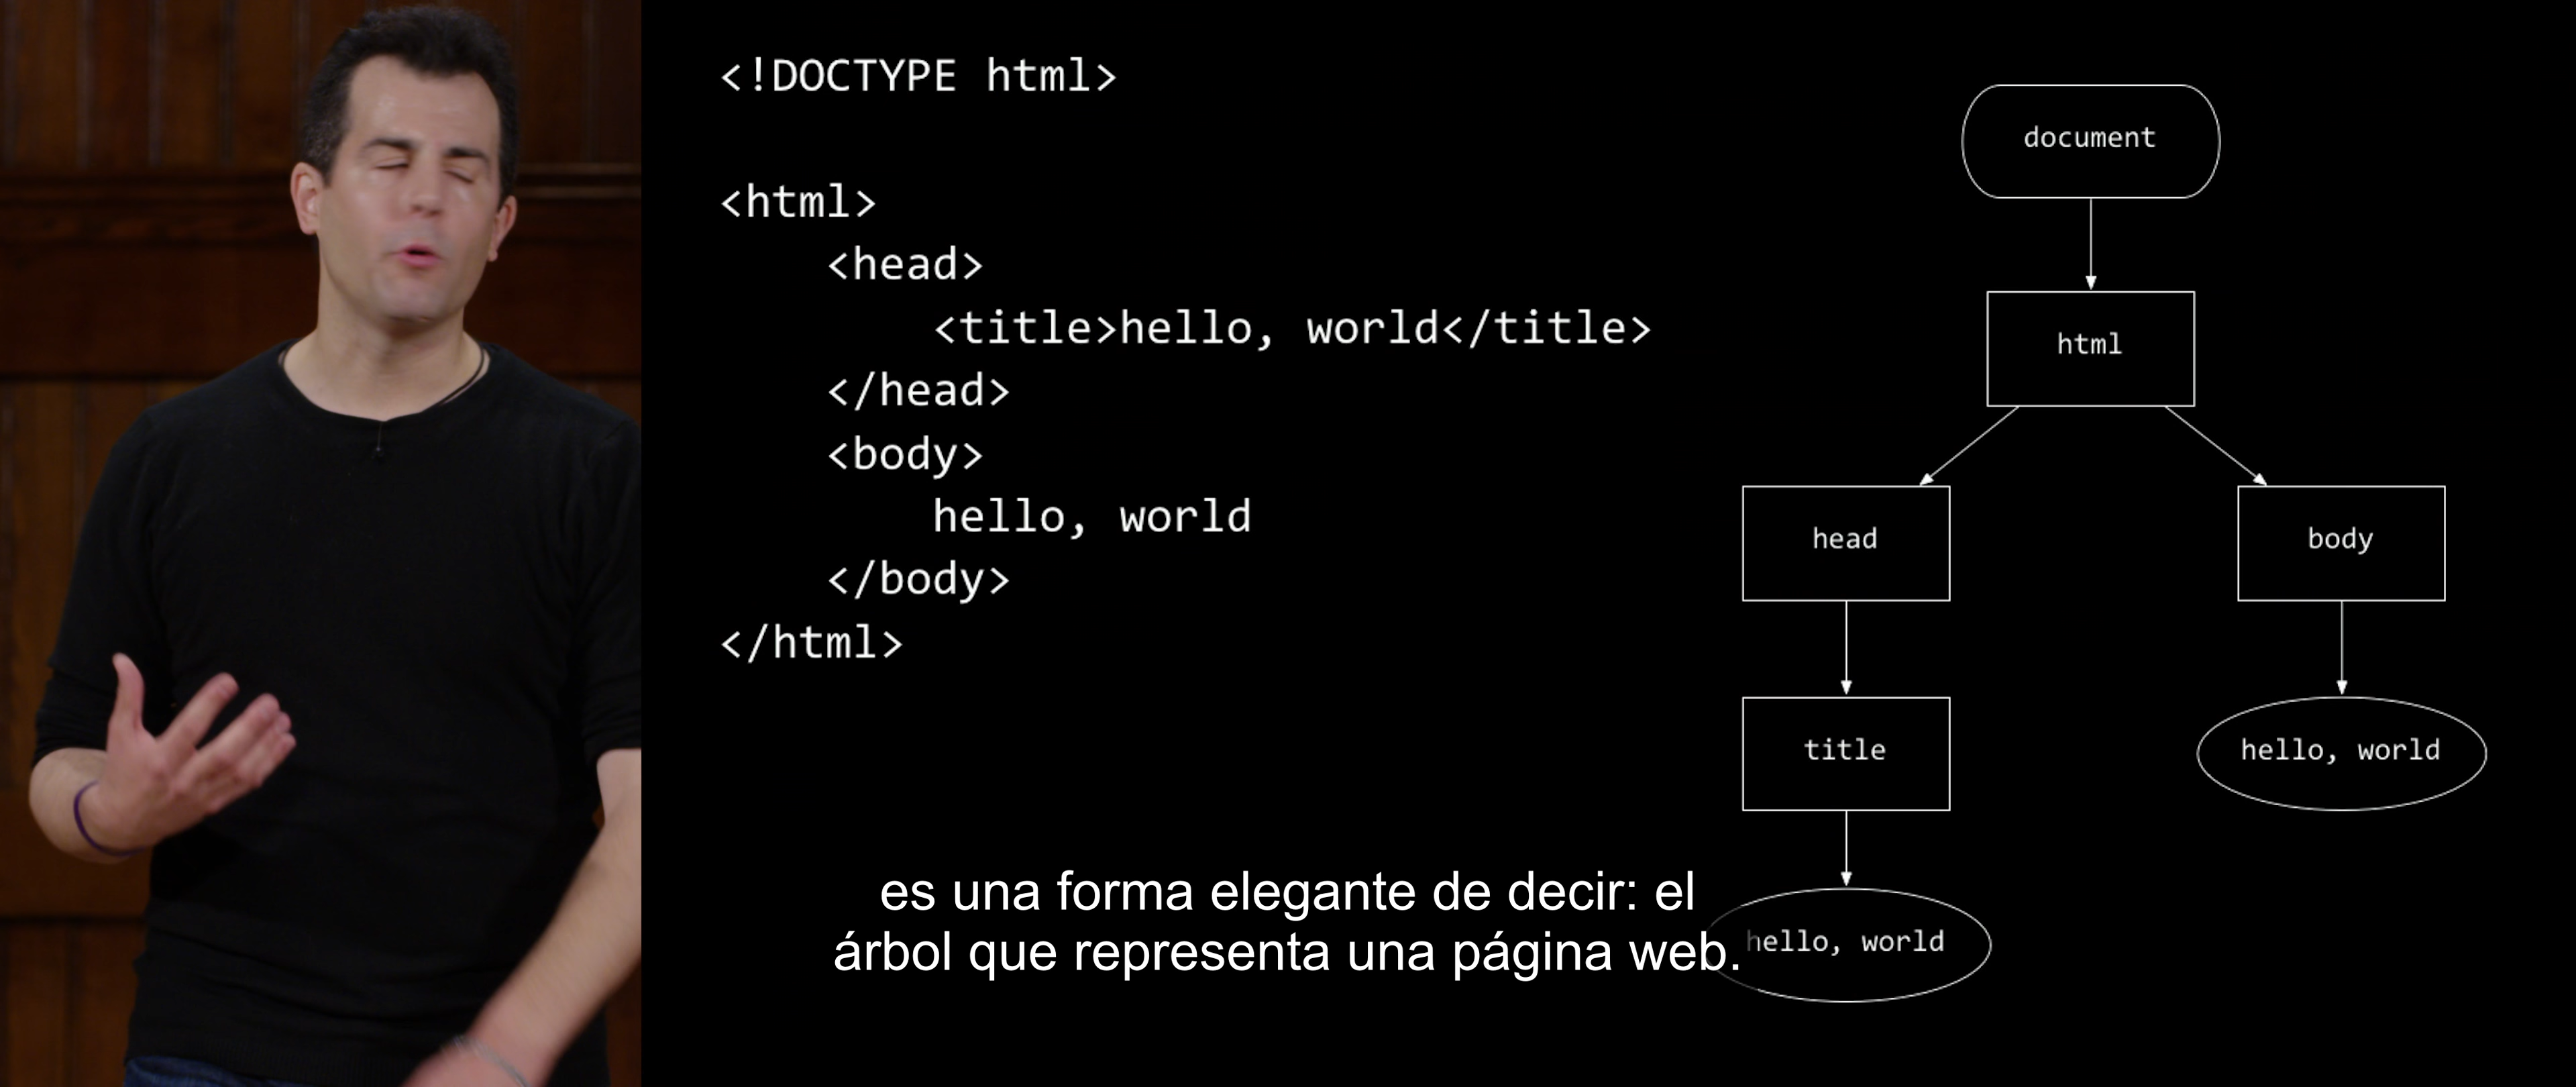 <!DOCTYPE html>
<html>
<head>
<title>hello, world</title>
</head>
<body>
hello, world
</body>
</html>
document
html
head
body
title
hello, world
hello, world
es una forma elegante de decir: el
árbol que representa una página web.